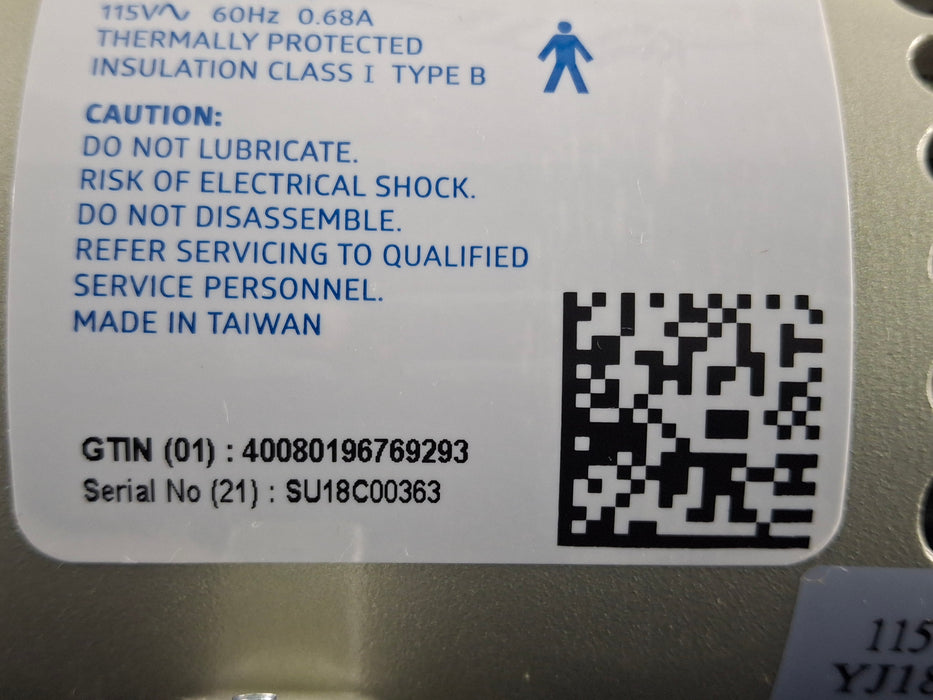 115V∿ 60Hz 0.68A
THERMALLY PROTECTED
INSULATION CLASS I TYPE B
CAUTION:
DO NOT LUBRICATE.
RISK OF ELECTRICAL SHOCK.
DO NOT DISASSEMBLE.
REFER SERVICING TO QUALIFIED
SERVICE PERSONNEL.
MADE IN TAIWAN
GTIN (01) : 40080196769293
Serial No (21) : SU18C00363
115
YJ18